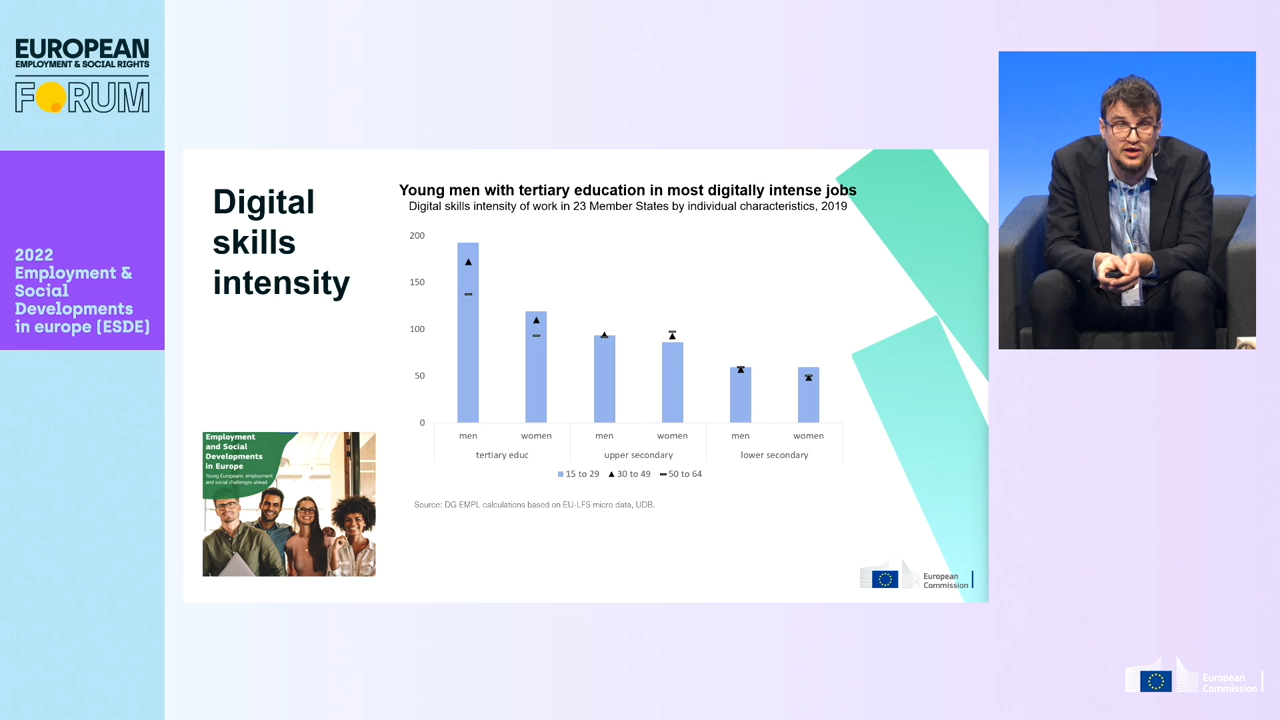 EUROPEAN
EMPLOYMENT & SOCIAL RIGHTS
FORUM
2022
Employment &
Social
Developments
in europe (ESDE)
Digital
skills
intensity
Young men with tertiary education in most digitally intense jobs
Digital skills intensity of work in 23 Member States by individual characteristics, 2019
200
150
100
50
0
men women men women men women
tertiary educ upper secondary lower secondary
15 to 29 30 to 49 50 to 64
Source: DG EMPL calculations based on EU-LFS micro data, UDB.
Employment
and Social
Developments
in Europe
Young Europeans: employment
and social challenges ahead
European
Commission
European
Commission